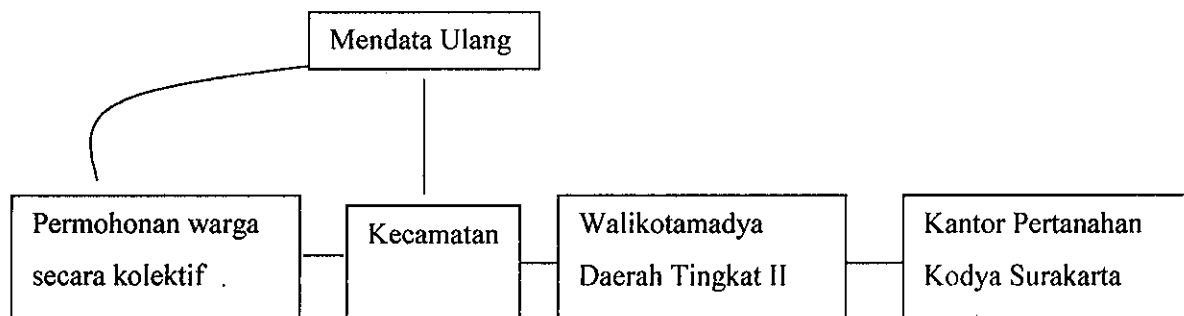 Mendata Ulang
Permohonan warga
secara kolektif
Kecamatan
Walikotamadya
Daerah Tingkat II
Kantor Pertanahan
Kodya Surakarta